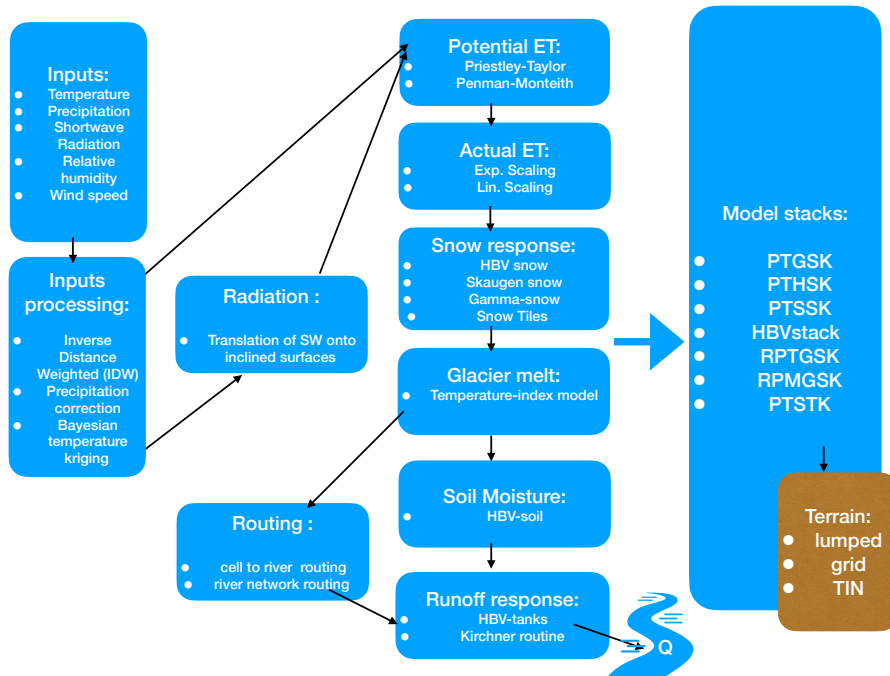 Inputs:
Temperature
Precipitation
Shortwave
Radiation
Relative
humidity
Wind speed
Inputs
processing:
Inverse
Distance
Weighted (IDW)
Precipitation
correction
Bayesian
temperature
kriging
Radiation :
Translation of SW onto
inclined surfaces
Routing :
cell to river routing
river network routing
Potential ET:
Priestley-Taylor
Penman-Monteith
Actual ET:
Exp. Scaling
Lin. Scaling
Snow response:
HBV snow
Skaugen snow
Gamma-snow
Snow Tiles
Glacier melt:
Temperature-index model
Soil Moisture:
HBV-soil
Runoff response:
HBV-tanks
Kirchner routine
Q
Model stacks:
PTGSK
PTHSK
PTSSK
HBVstack
RPTGSK
RPMGSK
PTSTK
Terrain:
lumped
grid
TIN